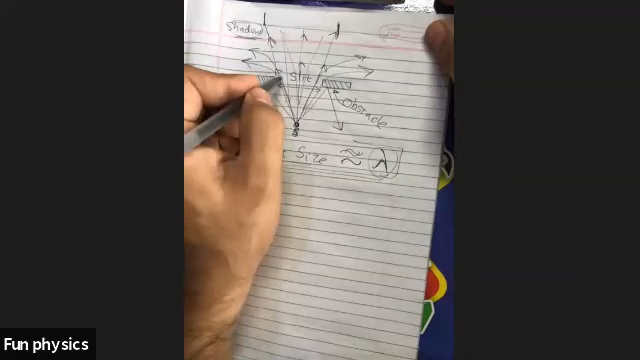 Shadow
Slit
Obstacle
Size ≈ λ
Fun physics